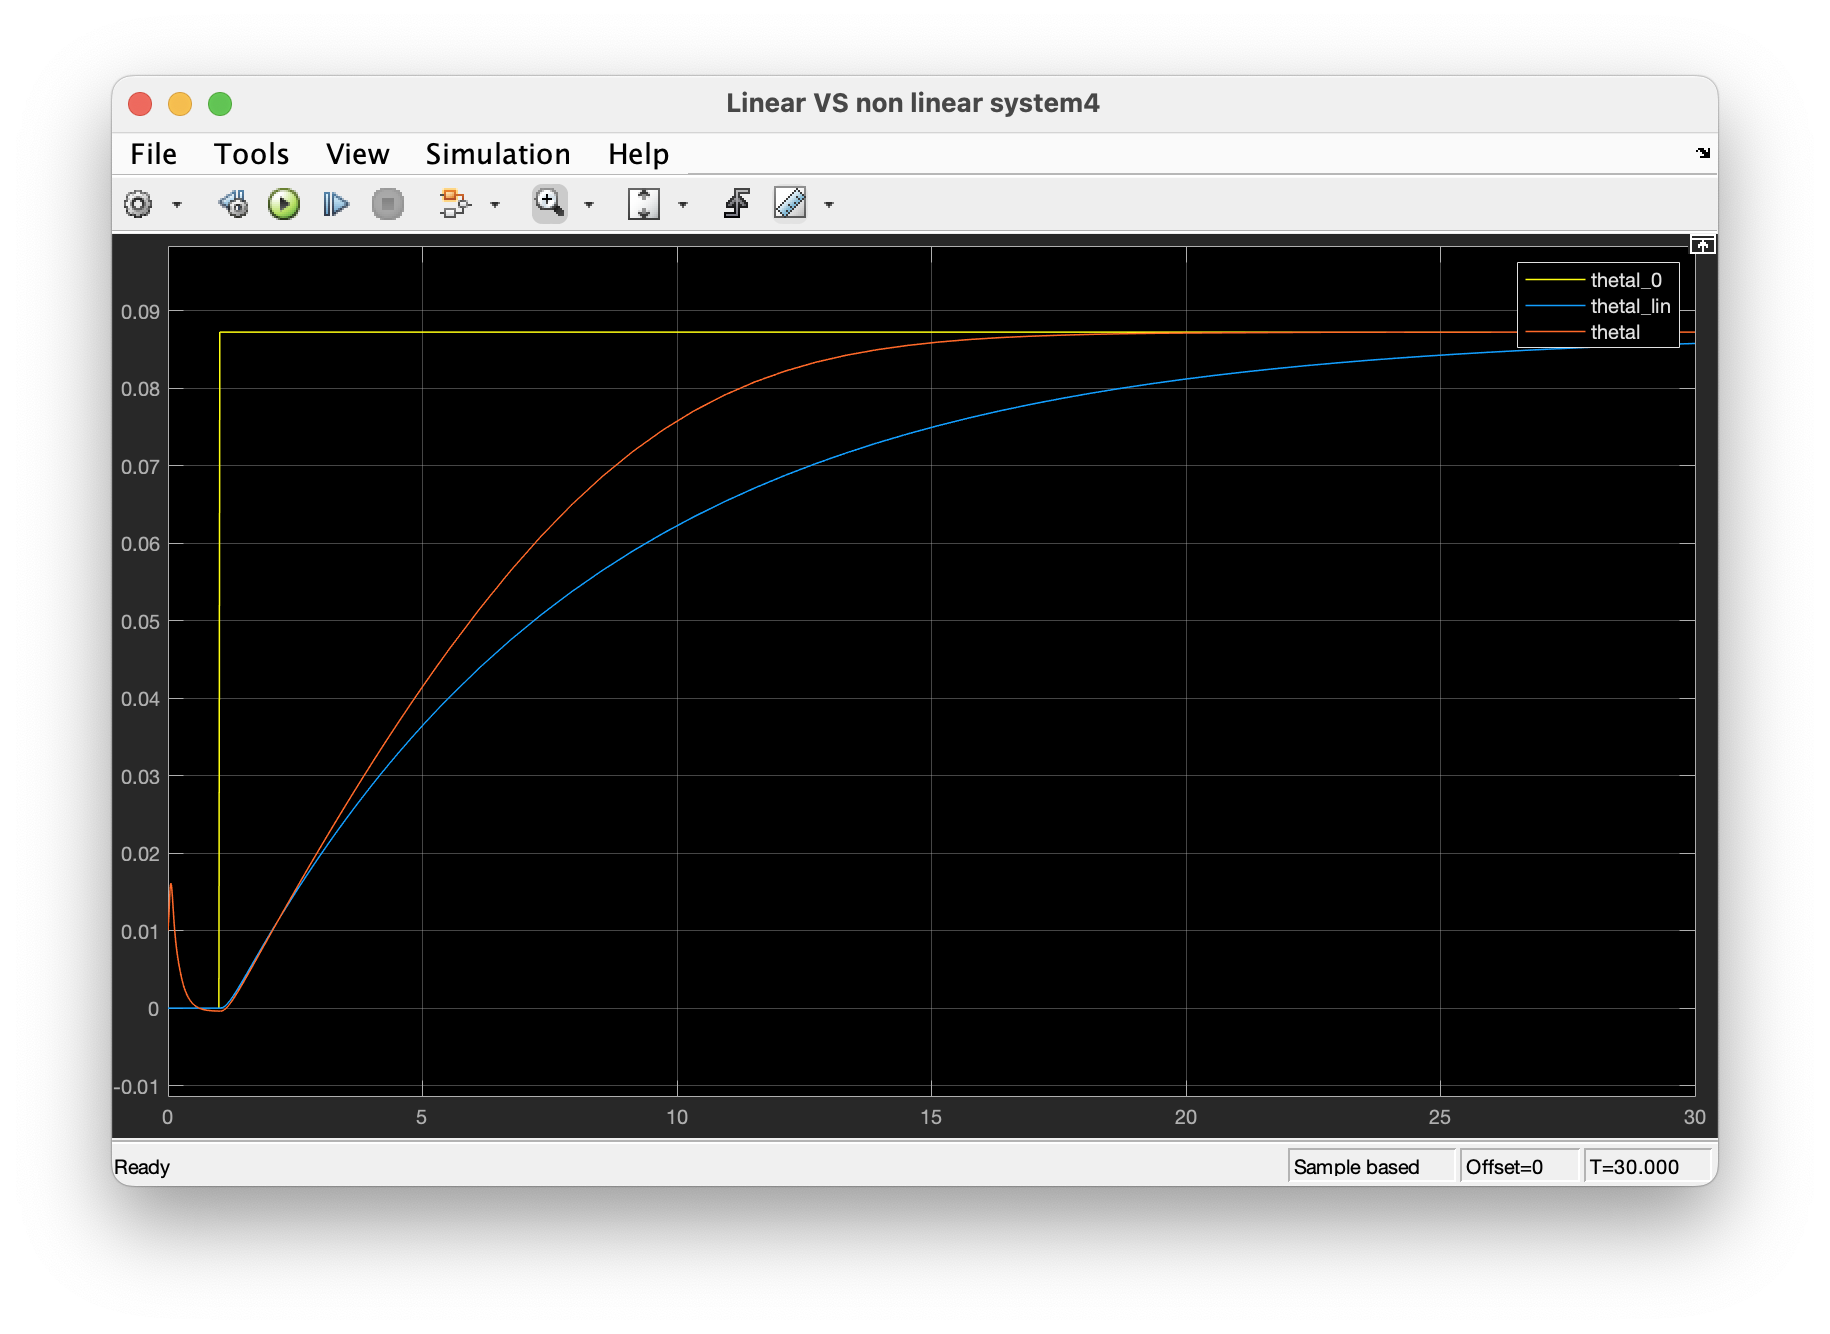 Linear VS non linear system4
File Tools View Simulation Help
thetal_0
thetal_lin
thetal
0.09
0.08
0.07
0.06
0.05
0.04
0.03
0.02
0.01
0
-0.01
0 5 10 15 20 25 30
Ready Sample based Offset=0 T=30.000